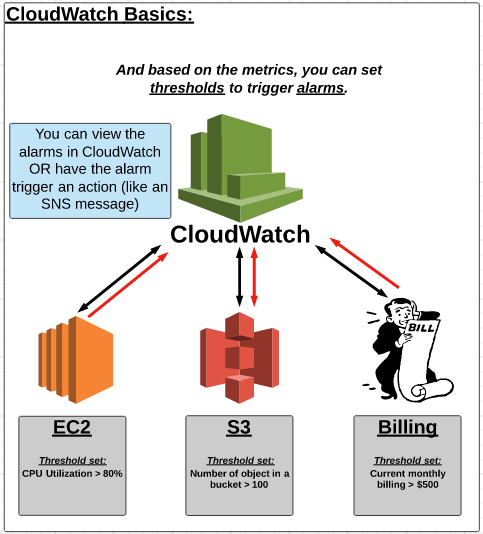 CloudWatch Basics:
And based on the metrics, you can set
thresholds to trigger alarms.
You can view the
alarms in CloudWatch
OR have the alarm
trigger an action (like an
SNS message)
CloudWatch
BILL
EC2
Threshold set:
CPU Utilization > 80%
S3
Threshold set:
Number of object in a
bucket > 100
Billing
Threshold set:
Current monthly
billing > $500